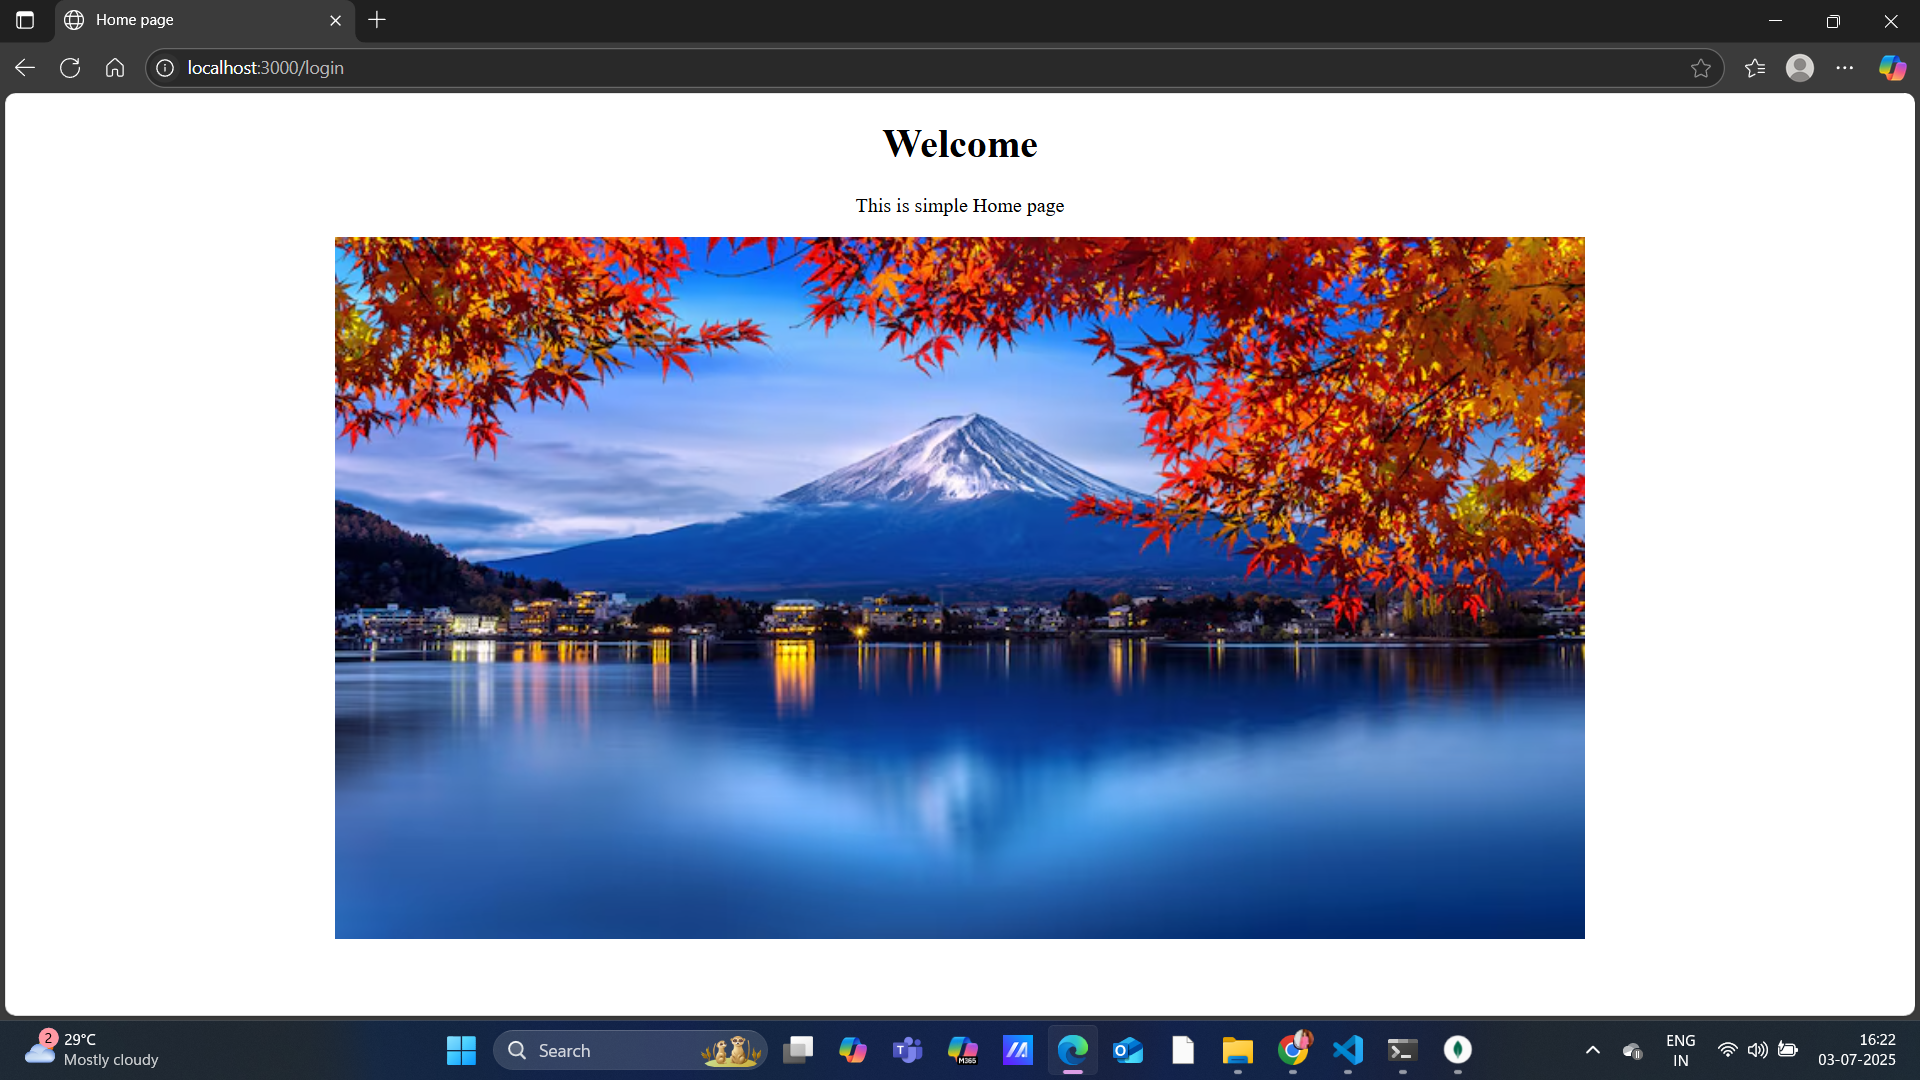 Home page
localhost:3000/login
Welcome
This is simple Home page
2
29°C
Mostly cloudy
Search
M365
ENG
IN
16:22
03-07-2025